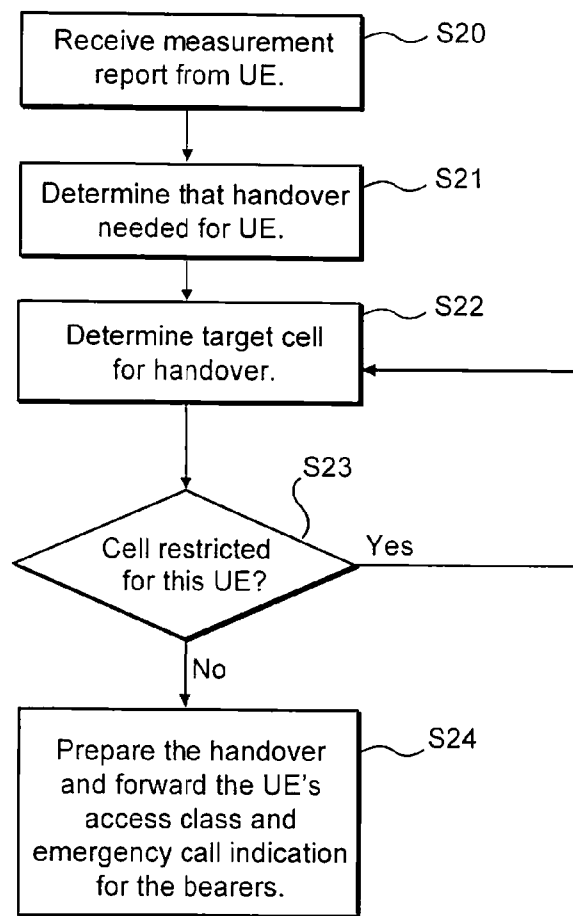 Receive measurement
report from UE.
S20
Determine that handover
needed for UE.
S21
Determine target cell
for handover.
S22
S23
Cell restricted
for this UE?
Yes
No
Prepare the handover
and forward the UE's
access class and
emergency call indication
for the bearers.
S24